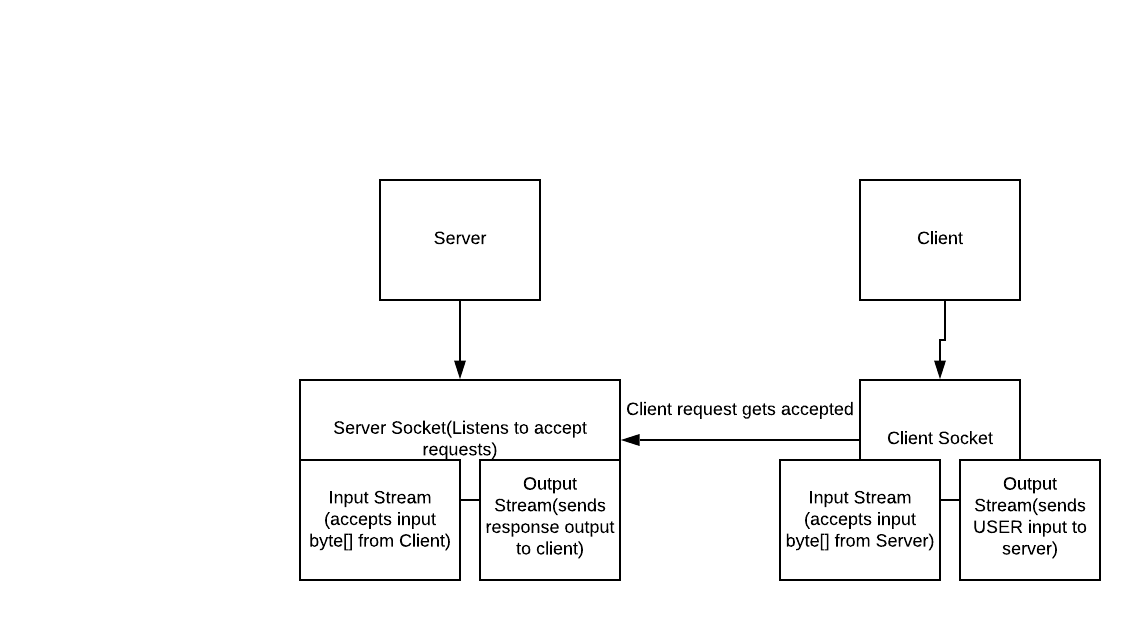 Server
Client
Client request gets accepted
Server Socket(Listens to accept
requests)
Client Socket
Input Stream
(accepts input
byte[] from Client)
Output
Stream(sends
response output
to client)
Input Stream
(accepts input
byte[] from Server)
Output
Stream(sends
USER input to
server)